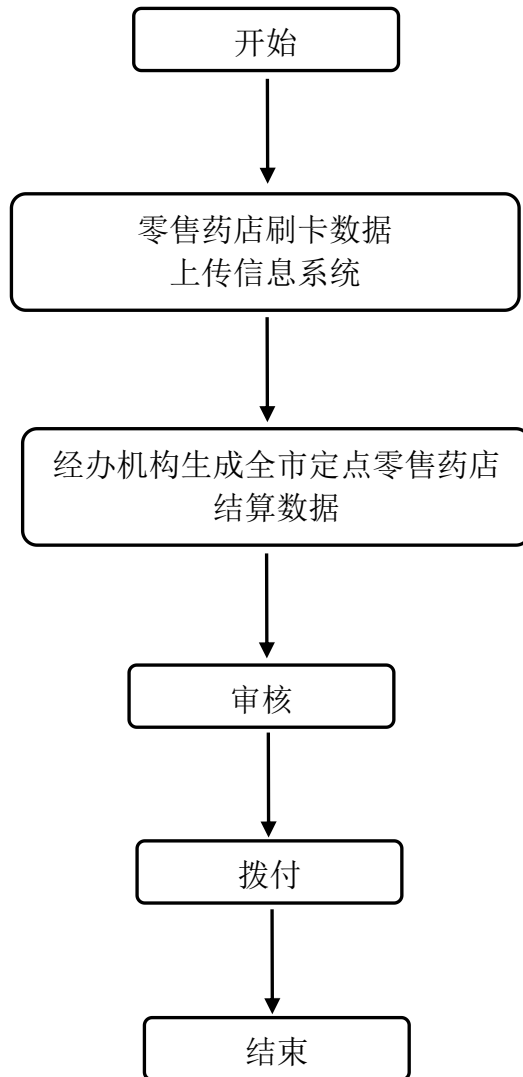 开始
零售药店刷卡数据
上传信息系统
经办机构生成全市定点零售药店
结算数据
审核
拨付
结束